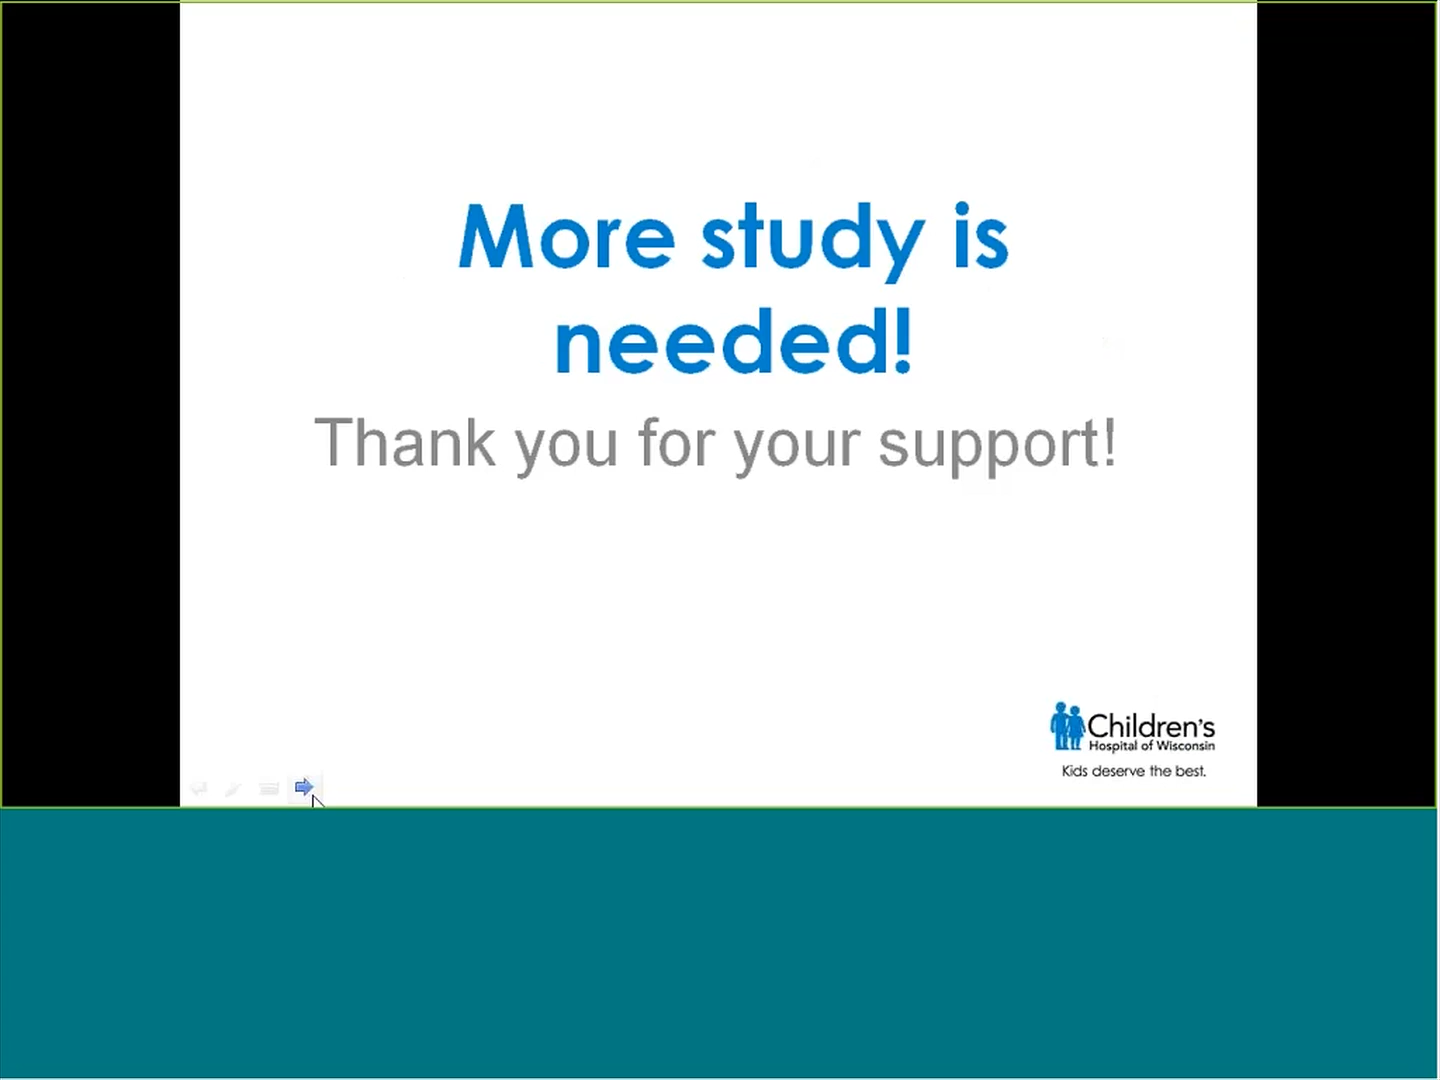 More study is
needed!
Thank you for your support!
Children's
Hospital of Wisconsin
Kids deserve the best.